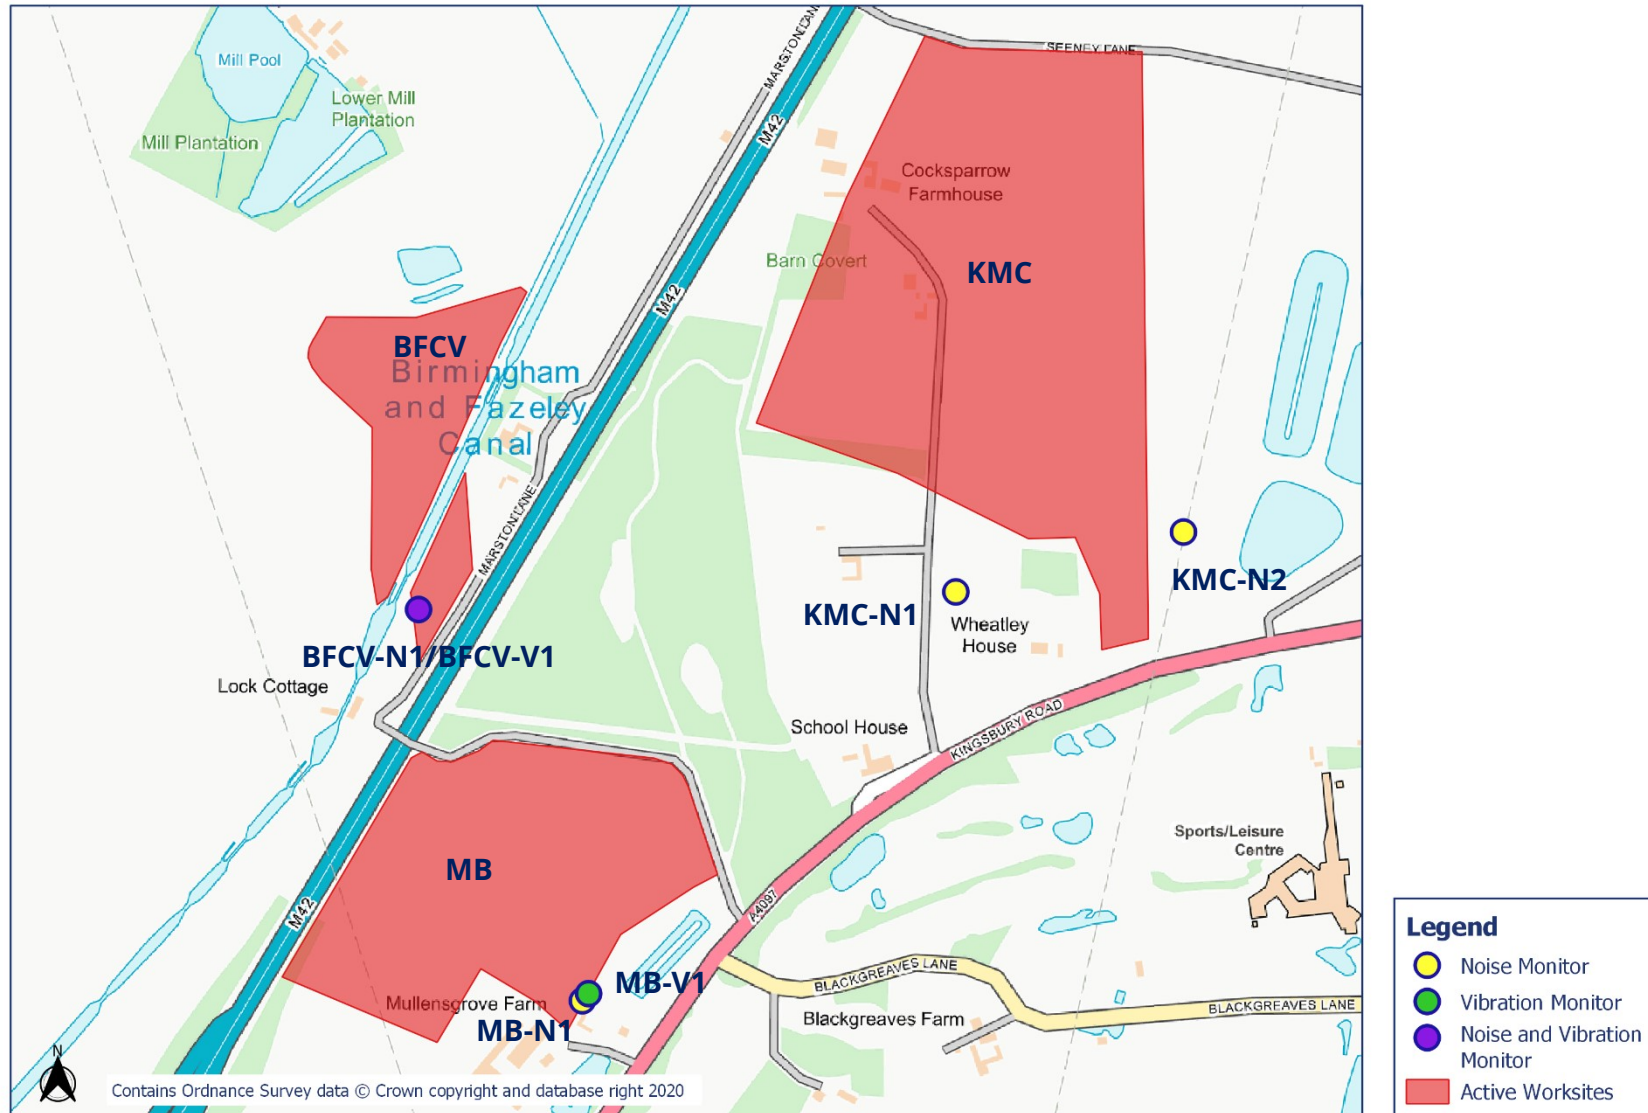 MARSTON LANE
SEENEY LANE
Mill Pool
Lower Mill
Plantation
Mill Plantation
M42
Cocksparrow
Farmhouse
Barn Covert
KMC
M42
BFCV
Birmingham
and Fazeley
Canal
MARSTON LANE
KMC-N2
KMC-N1
Wheatley
House
BFCV-N1/BFCV-V1
Lock Cottage
School House
KINGSBURY ROAD
Sports/Leisure
Centre
MB
M42
A4097
BLACKGREAVES LANE
MB-V1
Mullensgrove Farm
MB-N1
Blackgreaves Farm
BLACKGREAVES LANE
N
Contains Ordnance Survey data © Crown copyright and database right 2020
Legend
Noise Monitor
Vibration Monitor
Noise and Vibration
Monitor
Active Worksites